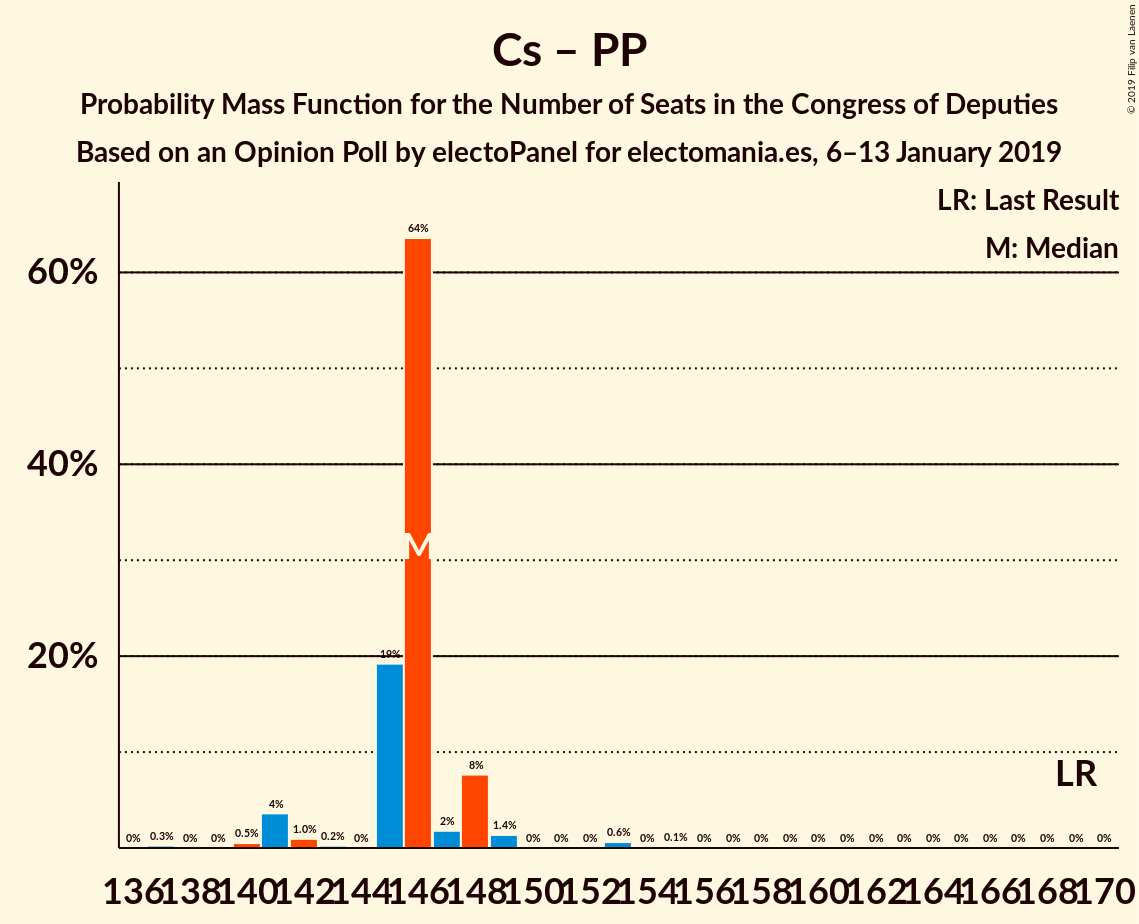 Cs – PP
Probability Mass Function for the Number of Seats in the Congress of Deputies
Based on an Opinion Poll by electoPanel for electomania.es, 6–13 January 2019
© 2019 Filip van Laenen
LR: Last Result
M: Median
60%
40%
20%
0% 0.3% 0% 0% 0.5% 4% 1.0% 0.2% 0% 19% 64% 2% 8% 1.4% 0% 0% 0% 0.6% 0% 0.1% 0% 0% 0% 0% 0% 0% 0% 0% 0% 0% 0% 0% 0% 0% 0%
M
LR
136 138 140 142 144 146 148 150 152 154 156 158 160 162 164 166 168 170